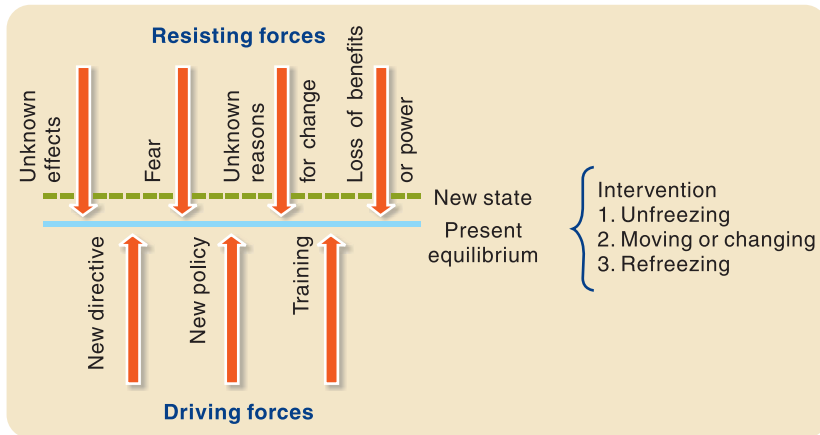 Resisting forces
Unknown
effects
Fear
Unknown
reasons
for change
Loss of benefits
or power
New state
Present
equilibrium
Intervention
1. Unfreezing
2. Moving or changing
3. Refreezing
New directive
New policy
Training
Driving forces